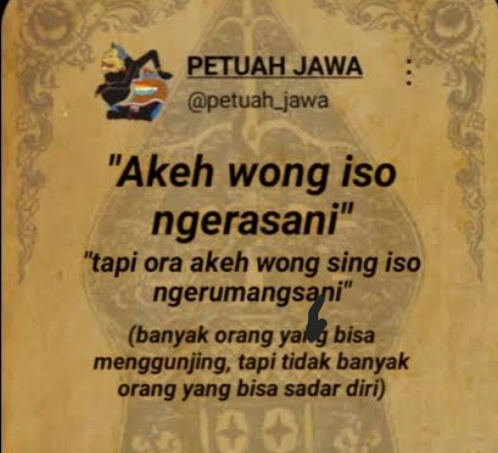 PETUAH JAWA
@petuah_jawa
"Akeh wong iso
ngerasani"
"tapi ora akeh wong sing iso
ngerumangsani"
(banyak orang yang bisa
menggunjing, tapi tidak banyak
orang yang bisa sadar diri)